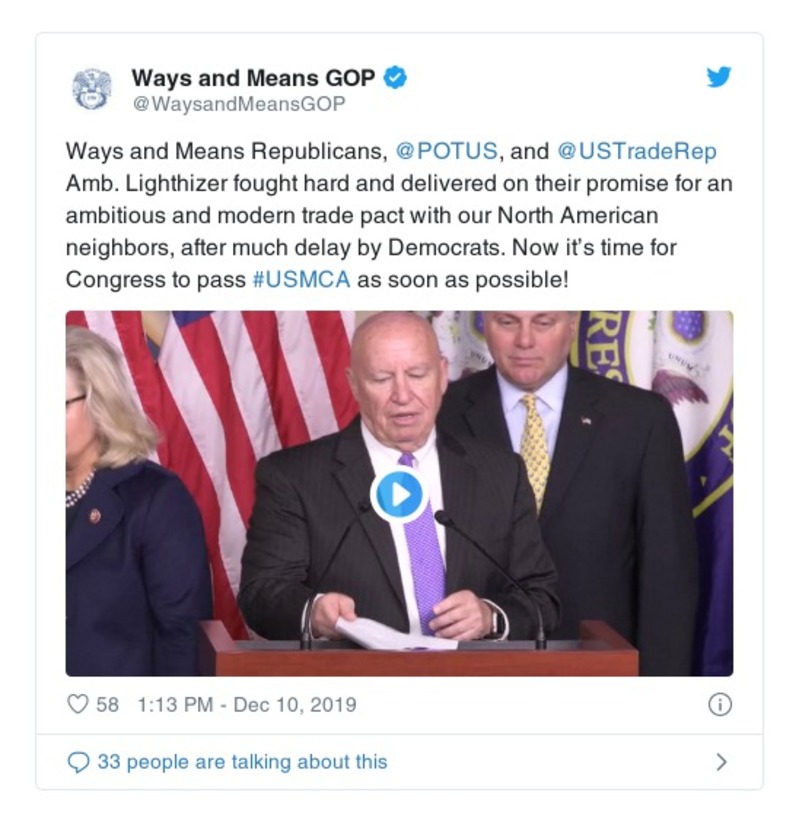 Ways and Means GOP
@WaysandMeansGOP
Ways and Means Republicans, @POTUS, and @USTradeRep
Amb. Lighthizer fought hard and delivered on their promise for an
ambitious and modern trade pact with our North American
neighbors, after much delay by Democrats. Now it’s time for
Congress to pass #USMCA as soon as possible!
58 1:13 PM - Dec 10, 2019
33 people are talking about this